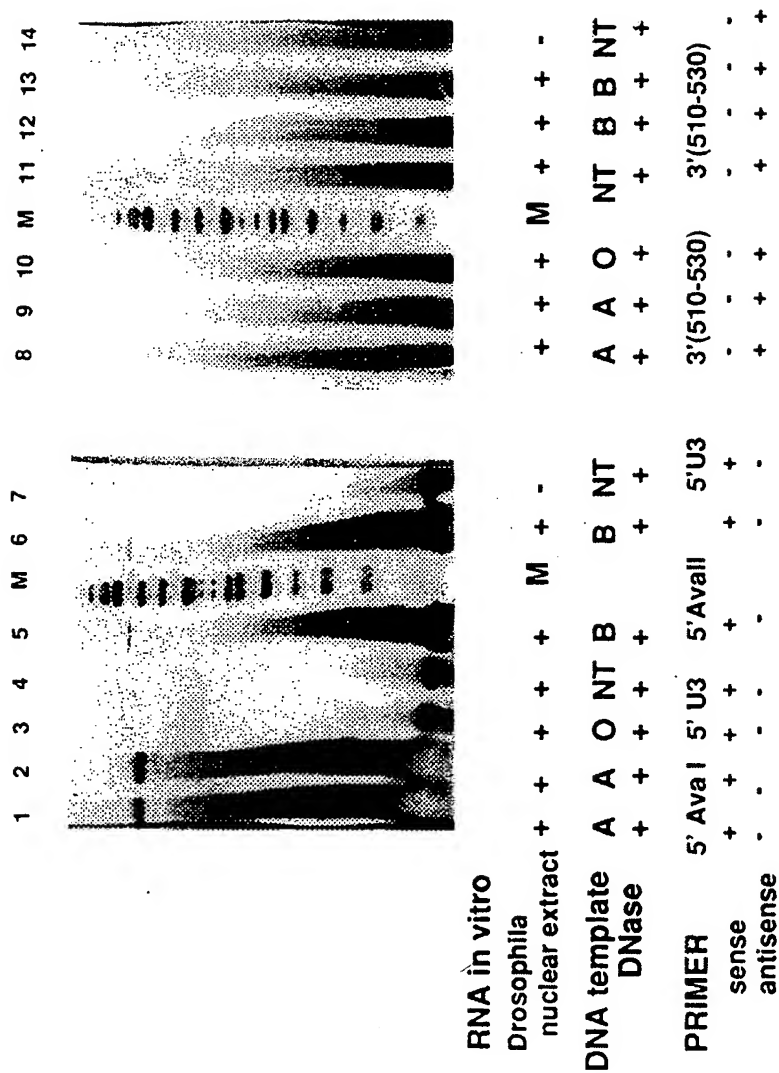 1 2 3 4 5 M 6 7 8 9 10 M 11 12 13 14
RNA in vitro
Drosophila
nuclear extract + + + + + M + - + + + M + + + -
DNA template A A O NT B B NT A A O NT B B NT
DNase + + + + + + + + + + + + + +
PRIMER 5' Ava I 5' U3 5'AvaII 5'U3 3'(510-530) 3'(510-530)
sense + + + + + + + - - - - - - -
antisense - - - - - - - + + + + + + +